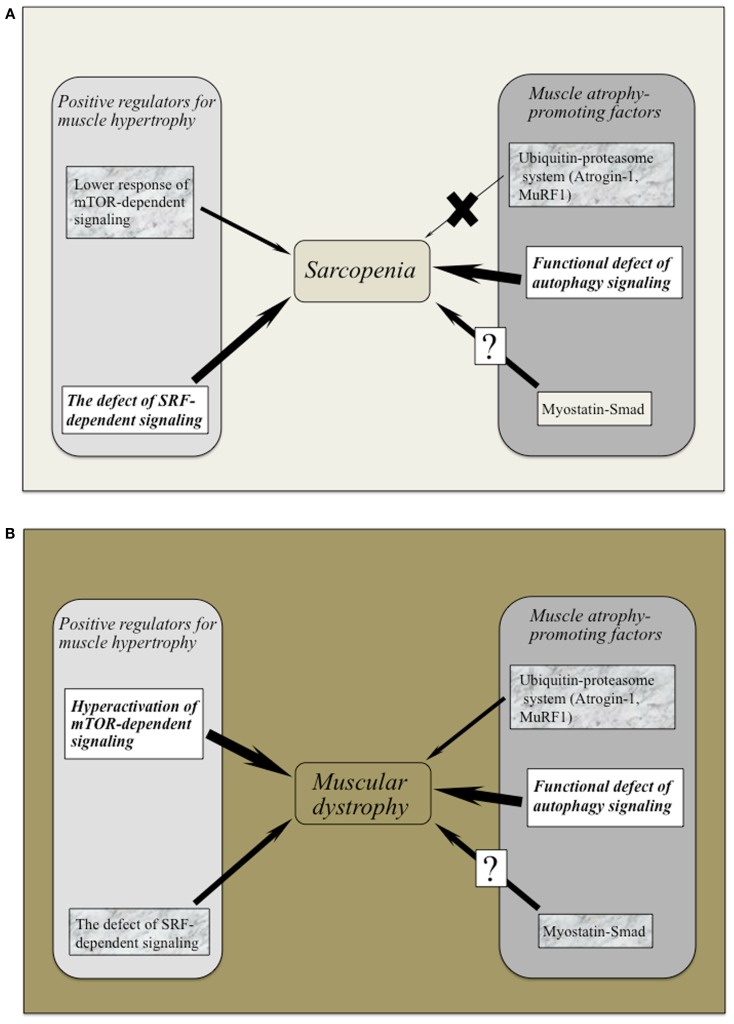 A
Positive regulators for
muscle hypertrophy
Lower response of
mTOR-dependent
signaling
The defect of SRF-
dependent signaling
Sarcopenia
Muscle atrophy-
promoting factors
Ubiquitin-proteasome
system (Atrogin-1,
MuRF1)
Functional defect of
autophagy signaling
?
Myostatin-Smad
B
Positive regulators for
muscle hypertrophy
Hyperactivation of
mTOR-dependent
signaling
The defect of SRF-
dependent signaling
Muscular
dystrophy
Muscle atrophy-
promoting factors
Ubiquitin-proteasome
system (Atrogin-1,
MuRF1)
Functional defect of
autophagy signaling
?
Myostatin-Smad